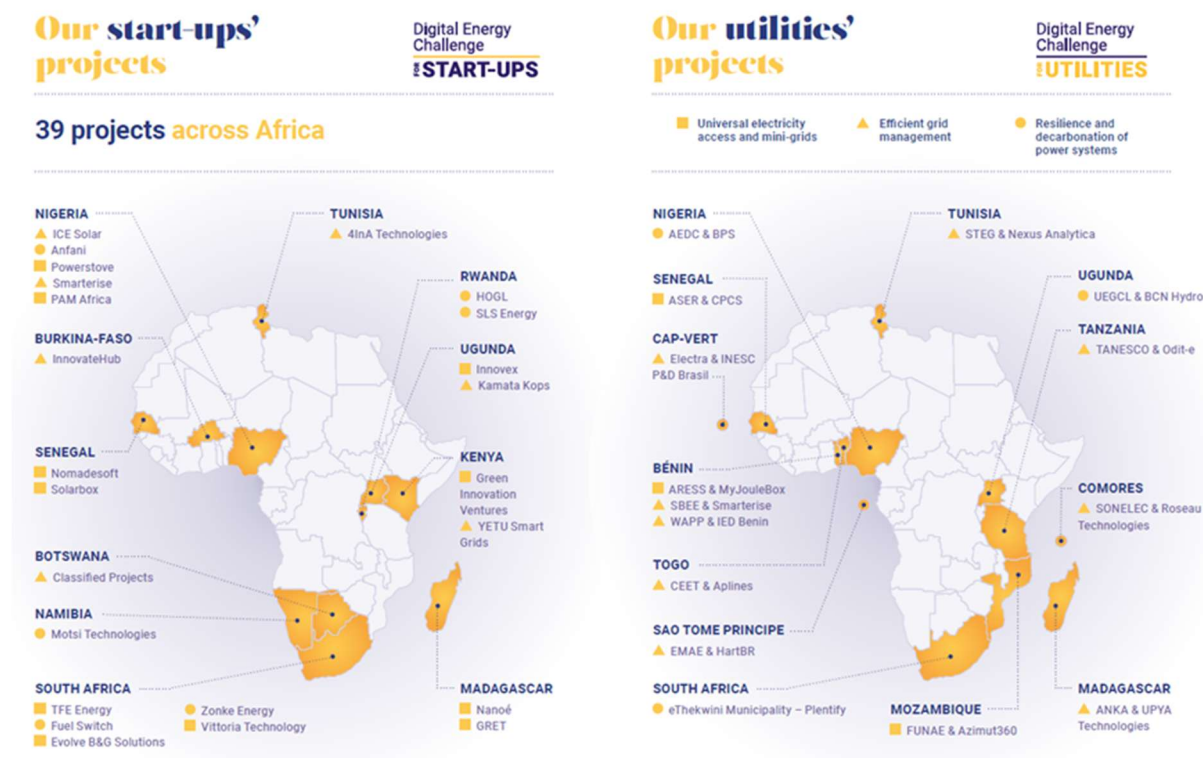 Our start-ups'
projects
Digital Energy
Challenge
FOR START-UPS
39 projects across Africa
NIGERIA
ICE Solar
Anfani
Powerstove
Smarterise
PAM Africa
BURKINA-FASO
InnovateHub
SENEGAL
Nomadesoft
Solarbox
BOTSWANA
Classified Projects
NAMIBIA
Motsi Technologies
SOUTH AFRICA
TFE Energy
Fuel Switch
Evolve B&G Solutions
Zonke Energy
Vittoria Technology
TUNISIA
4InA Technologies
RWANDA
HOGL
SLS Energy
UGUNDA
Innovex
Kamata Kops
KENYA
Green
Innovation
Ventures
YETU Smart
Grids
MADAGASCAR
Nanoé
GRET
Our utilities'
projects
Digital Energy
Challenge
FOR UTILITIES
Universal electricity
access and mini-grids
Efficient grid
management
Resilience and
decarbonation of
power systems
NIGERIA
AEDC & BPS
SENEGAL
ASER & CPCS
CAP-VERT
Electra & INESC
P&D Brasil
BÉNIN
ARESS & MyJouleBox
SBEE & Smarterise
WAPP & IED Benin
TOGO
CEET & Aplines
SAO TOME PRINCIPE
EMAE & HartBR
SOUTH AFRICA
eThekwini Municipality – Plentify
MOZAMBIQUE
FUNAE & Azimut360
TUNISIA
STEG & Nexus Analytica
UGUNDA
UEGCL & BCN Hydro
TANZANIA
TANESCO & Odit-e
COMORES
SONELEC & Roseau
Technologies
MADAGASCAR
ANKA & UPYA
Technologies